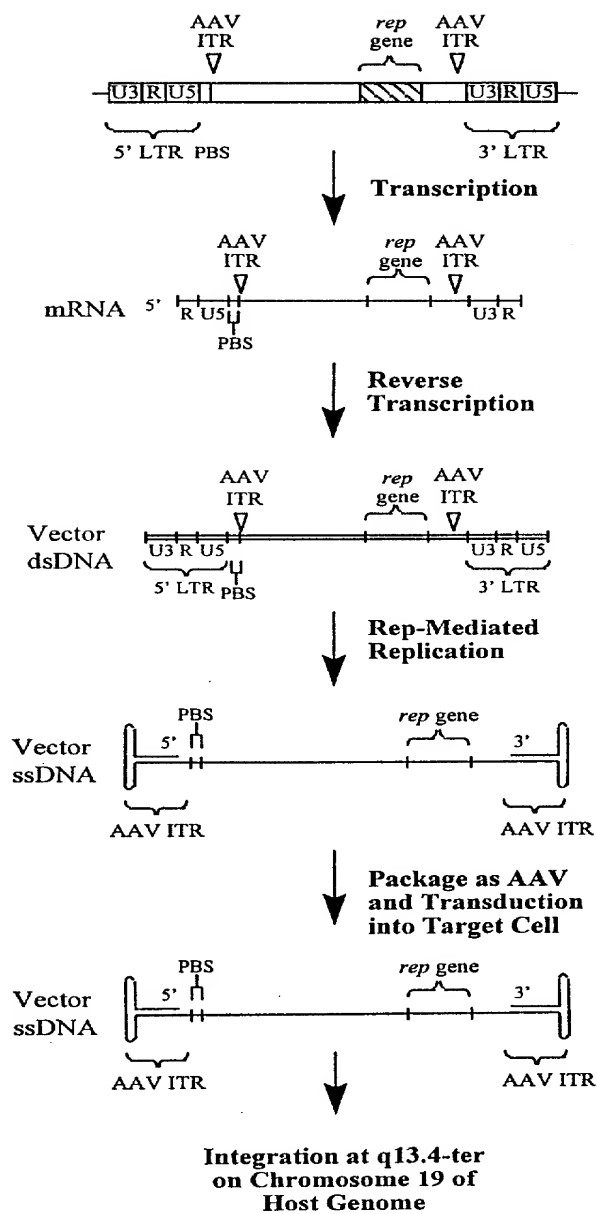 AAV ITR
rep gene
AAV ITR
U3 R U5
U3 R U5
5' LTR PBS
3' LTR
Transcription
AAV ITR
rep gene
AAV ITR
mRNA 5'
R U5
U3 R
PBS
Reverse
Transcription
AAV ITR
rep gene
AAV ITR
Vector
dsDNA
U3 R U5
U3 R U5
5' LTR
PBS
3' LTR
Rep-Mediated
Replication
PBS
rep gene
Vector
ssDNA
5'
3'
AAV ITR
AAV ITR
Package as AAV
and Transduction
into Target Cell
PBS
rep gene
Vector
ssDNA
5'
3'
AAV ITR
AAV ITR
Integration at q13.4-ter
on Chromosome 19 of
Host Genome